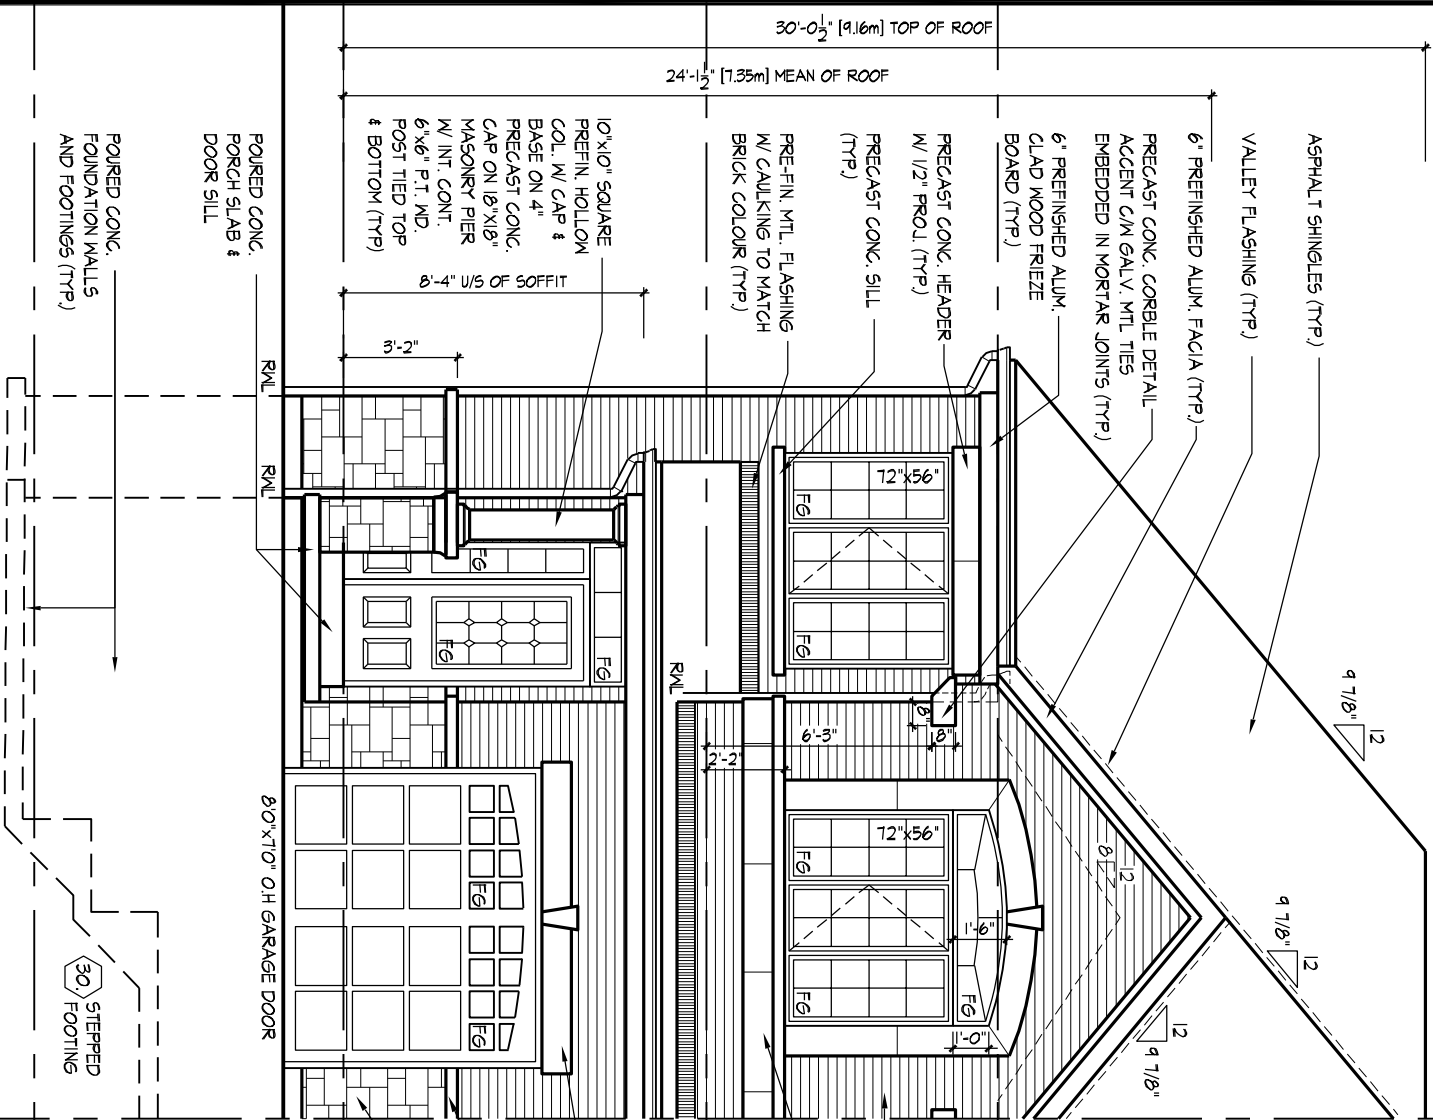 30'-0½" [9.16m] TOP OF ROOF
24'-1½" [7.35m] MEAN OF ROOF
ASPHALT SHINGLES (TYP.)
VALLEY FLASHING (TYP.)
6" PREFINISHED ALUM. FACIA (TYP.)
PRECAST CONC. CORBLE DETAIL
ACCENT C/W GALV. MTL TIES
EMBEDDED IN MORTAR JOINTS (TYP.)
6" PREFINSHED ALUM.
CLAD WOOD FRIEZE
BOARD (TYP.)
PRECAST CONC. HEADER
W/ 1/2" PROJ. (TYP.)
PRECAST CONC. SILL
(TYP.)
PRE-FIN. MTL. FLASHING
W/ CAULKING TO MATCH
BRICK COLOUR (TYP.)
10"x10" SQUARE
PREFIN. HOLLOW
COL. W/ CAP &
BASE ON 4"
PRECAST CONC.
CAP ON 18"X18"
MASONRY PIER
W/ INT. CONT.
6"x6" P.T. WD.
POST TIED TOP
& BOTTOM (TYP)
POURED CONC.
PORCH SLAB &
DOOR SILL
POURED CONC.
FOUNDATION WALLS
AND FOOTINGS (TYP.)
8'-4" U/S OF SOFFIT
3'-2"
RWL
RWL
RWL
72"x56"
FG
FG
FG
FG
FG
9 7/8"
12
8"
8"
6'-3"
2'-2"
72"x56"
FG
FG
FG
1'-6"
1'-0"
8
12
9 7/8"
12
12
9 7/8"
FG
FG
8'0"x7'0" O.H GARAGE DOOR
30.
STEPPED
FOOTING